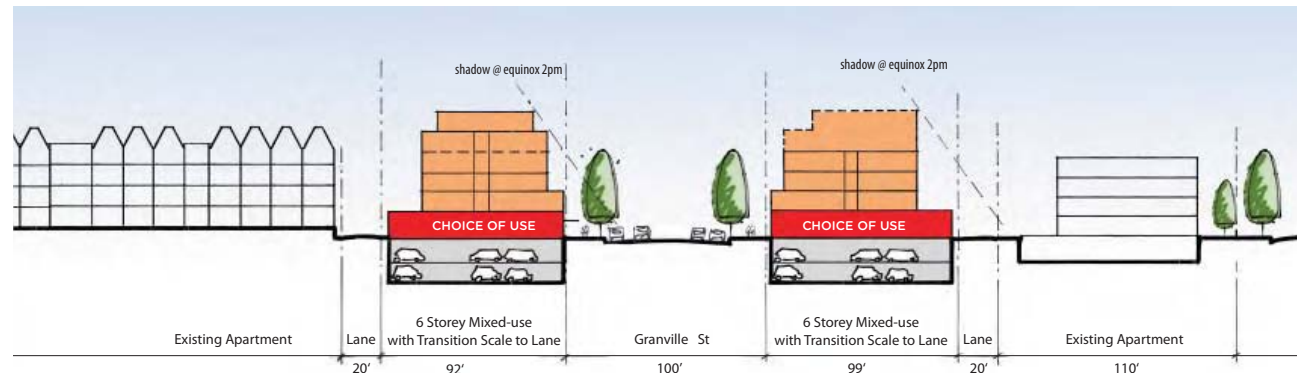 shadow @ equinox 2pm
shadow @ equinox 2pm
CHOICE OF USE
CHOICE OF USE
Existing Apartment
Lane
6 Storey Mixed-use
with Transition Scale to Lane
Granville St
6 Storey Mixed-use
with Transition Scale to Lane
Lane
Existing Apartment
20'
92'
100'
99'
20'
110'